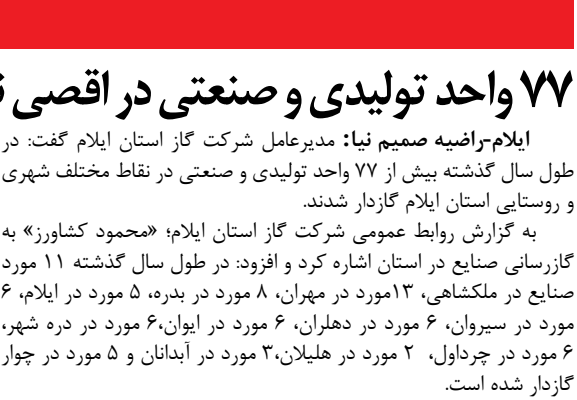 ۷۷ واحد تولیدی و صنعتی در اقصی
ایلام-راضیه صمیم نیا: مدیرعامل شرکت گاز استان ایلام گفت: در
طول سال گذشته بیش از ۷۷ واحد تولیدی و صنعتی در نقاط مختلف شهری
و روستایی استان ایلام گازدار شدند.
به گزارش روابط عمومی شرکت گاز استان ایلام؛ «محمود کشاورز» به
گازرسانی صنایع در استان اشاره کرد و افزود: در طول سال گذشته ۱۱ مورد
صنایع در ملکشاهی، ۱۳مورد در مهران، ۸ مورد در بدره، ۵ مورد در ایلام، ۶
مورد در سیروان، ۶ مورد در دهلران، ۶ مورد در ایوان،۶ مورد در دره شهر،
۶ مورد در چرداول، ۲ مورد در هلیلان،۳ مورد در آبدانان و ۵ مورد در چوار
گازدار شده است.